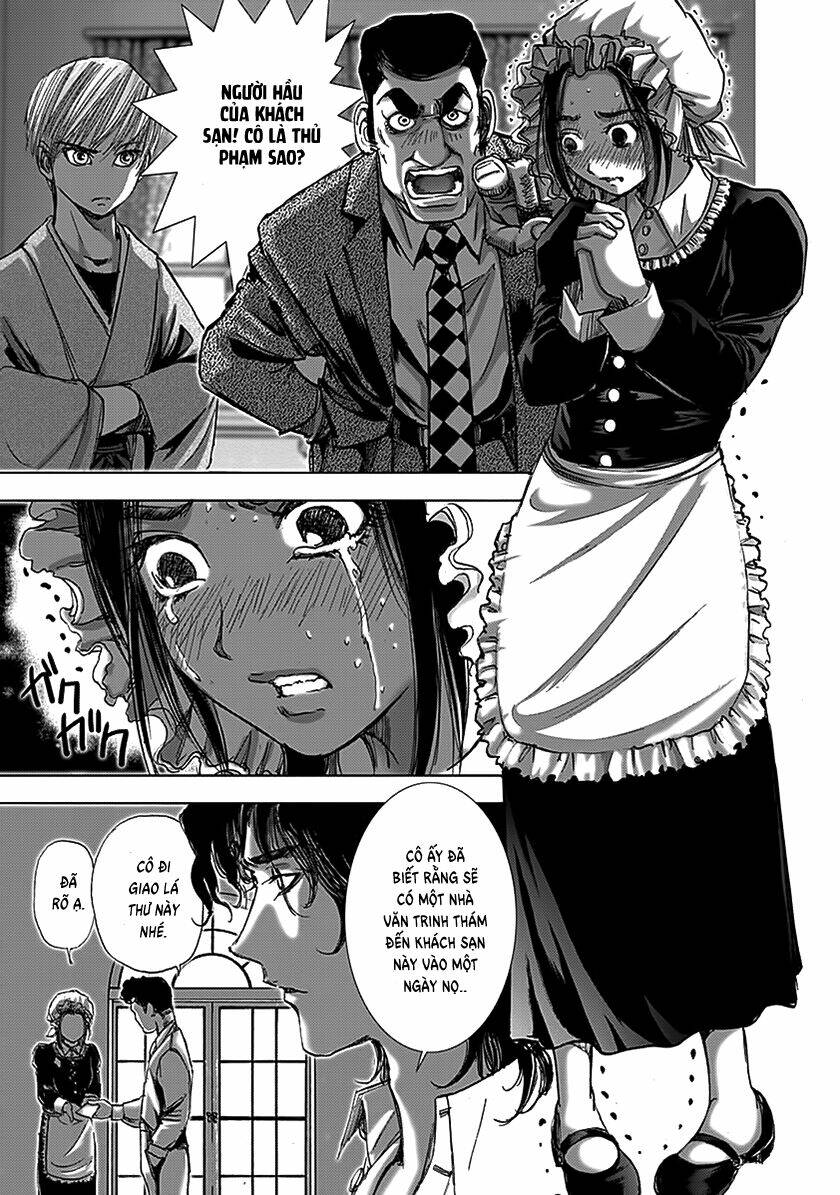 NGƯỜI HẦU
CỦA KHÁCH
SẠN! CÔ LÀ THỦ
PHẠM SAO?
ガクガクッ
CÔ ẤY ĐÃ
BIẾT RẰNG SẼ
CÓ MỘT NHÀ
VĂN TRINH THÁM
ĐẾN KHÁCH SẠN
NÀY VÀO MỘT
NGÀY NỌ..
CÔ ĐI
GIAO LÁ
THƯ NÀY
NHÉ.
ĐÃ
RÕ Ạ.